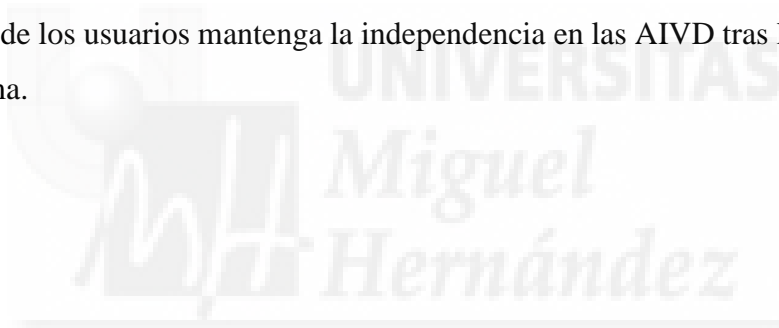 de los usuarios mantenga la independencia en las AIVD tras
na.
UNIVERSITAS
Miguel
Hernández